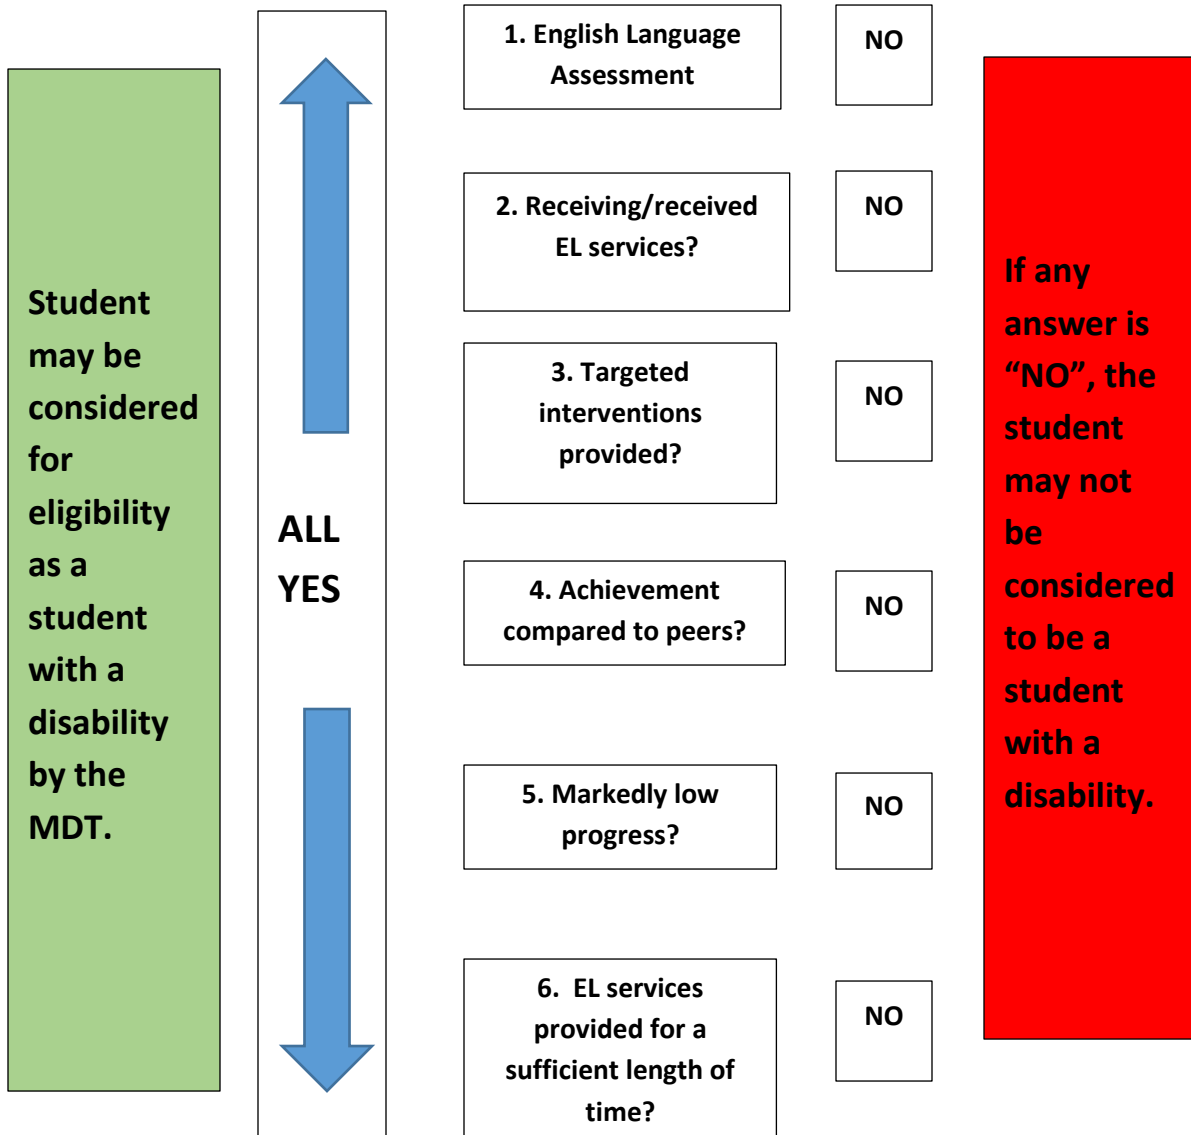 Student
may be
considered
for
eligibility
as a
student
with a
disability
by the
MDT.
ALL
YES
1. English Language
Assessment
NO
2. Receiving/received
EL services?
NO
3. Targeted
interventions
provided?
NO
4. Achievement
compared to peers?
NO
5. Markedly low
progress?
NO
6. EL services
provided for a
sufficient length of
time?
NO
If any
answer is
“NO”, the
student
may not
be
considered
to be a
student
with a
disability.